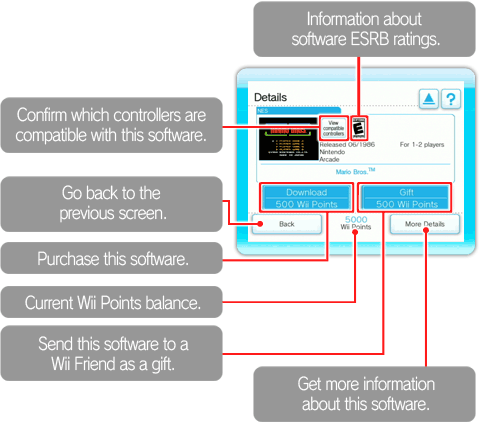 Information about
software ESRB ratings.
Details
NES
?
Confirm which controllers are
compatible with this software.
View
compatible
controllers
E
MARIO BROS.
Released 06/1986
For 1-2 players
Nintendo
Arcade
Mario Bros.™
Go back to the
previous screen.
Download
500 Wii Points
Gift
500 Wii Points
Back
5000
Wii Points
More Details
Purchase this software.
Current Wii Points balance.
Send this software to a
Wii Friend as a gift.
Get more information
about this software.